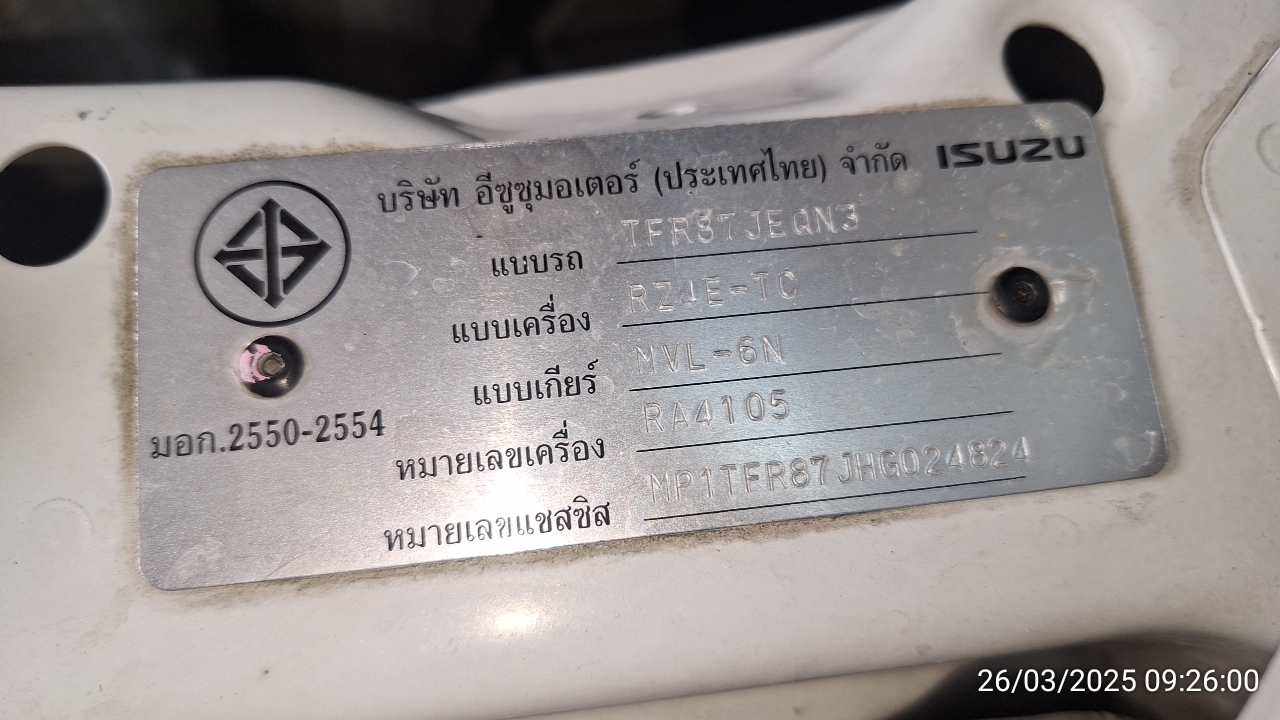 บริษัท อีซูซุมอเตอร์ (ประเทศไทย) จำกัด ISUZU
แบบรถ TFR87JEQN3
แบบเครื่อง RZ4E-TC
แบบเกียร์ MVL-6N
หมายเลขเครื่อง RA4105
หมายเลขแชสซิส MP1TFR87JHG024824
มอก.2550-2554
26/03/2025 09:26:00